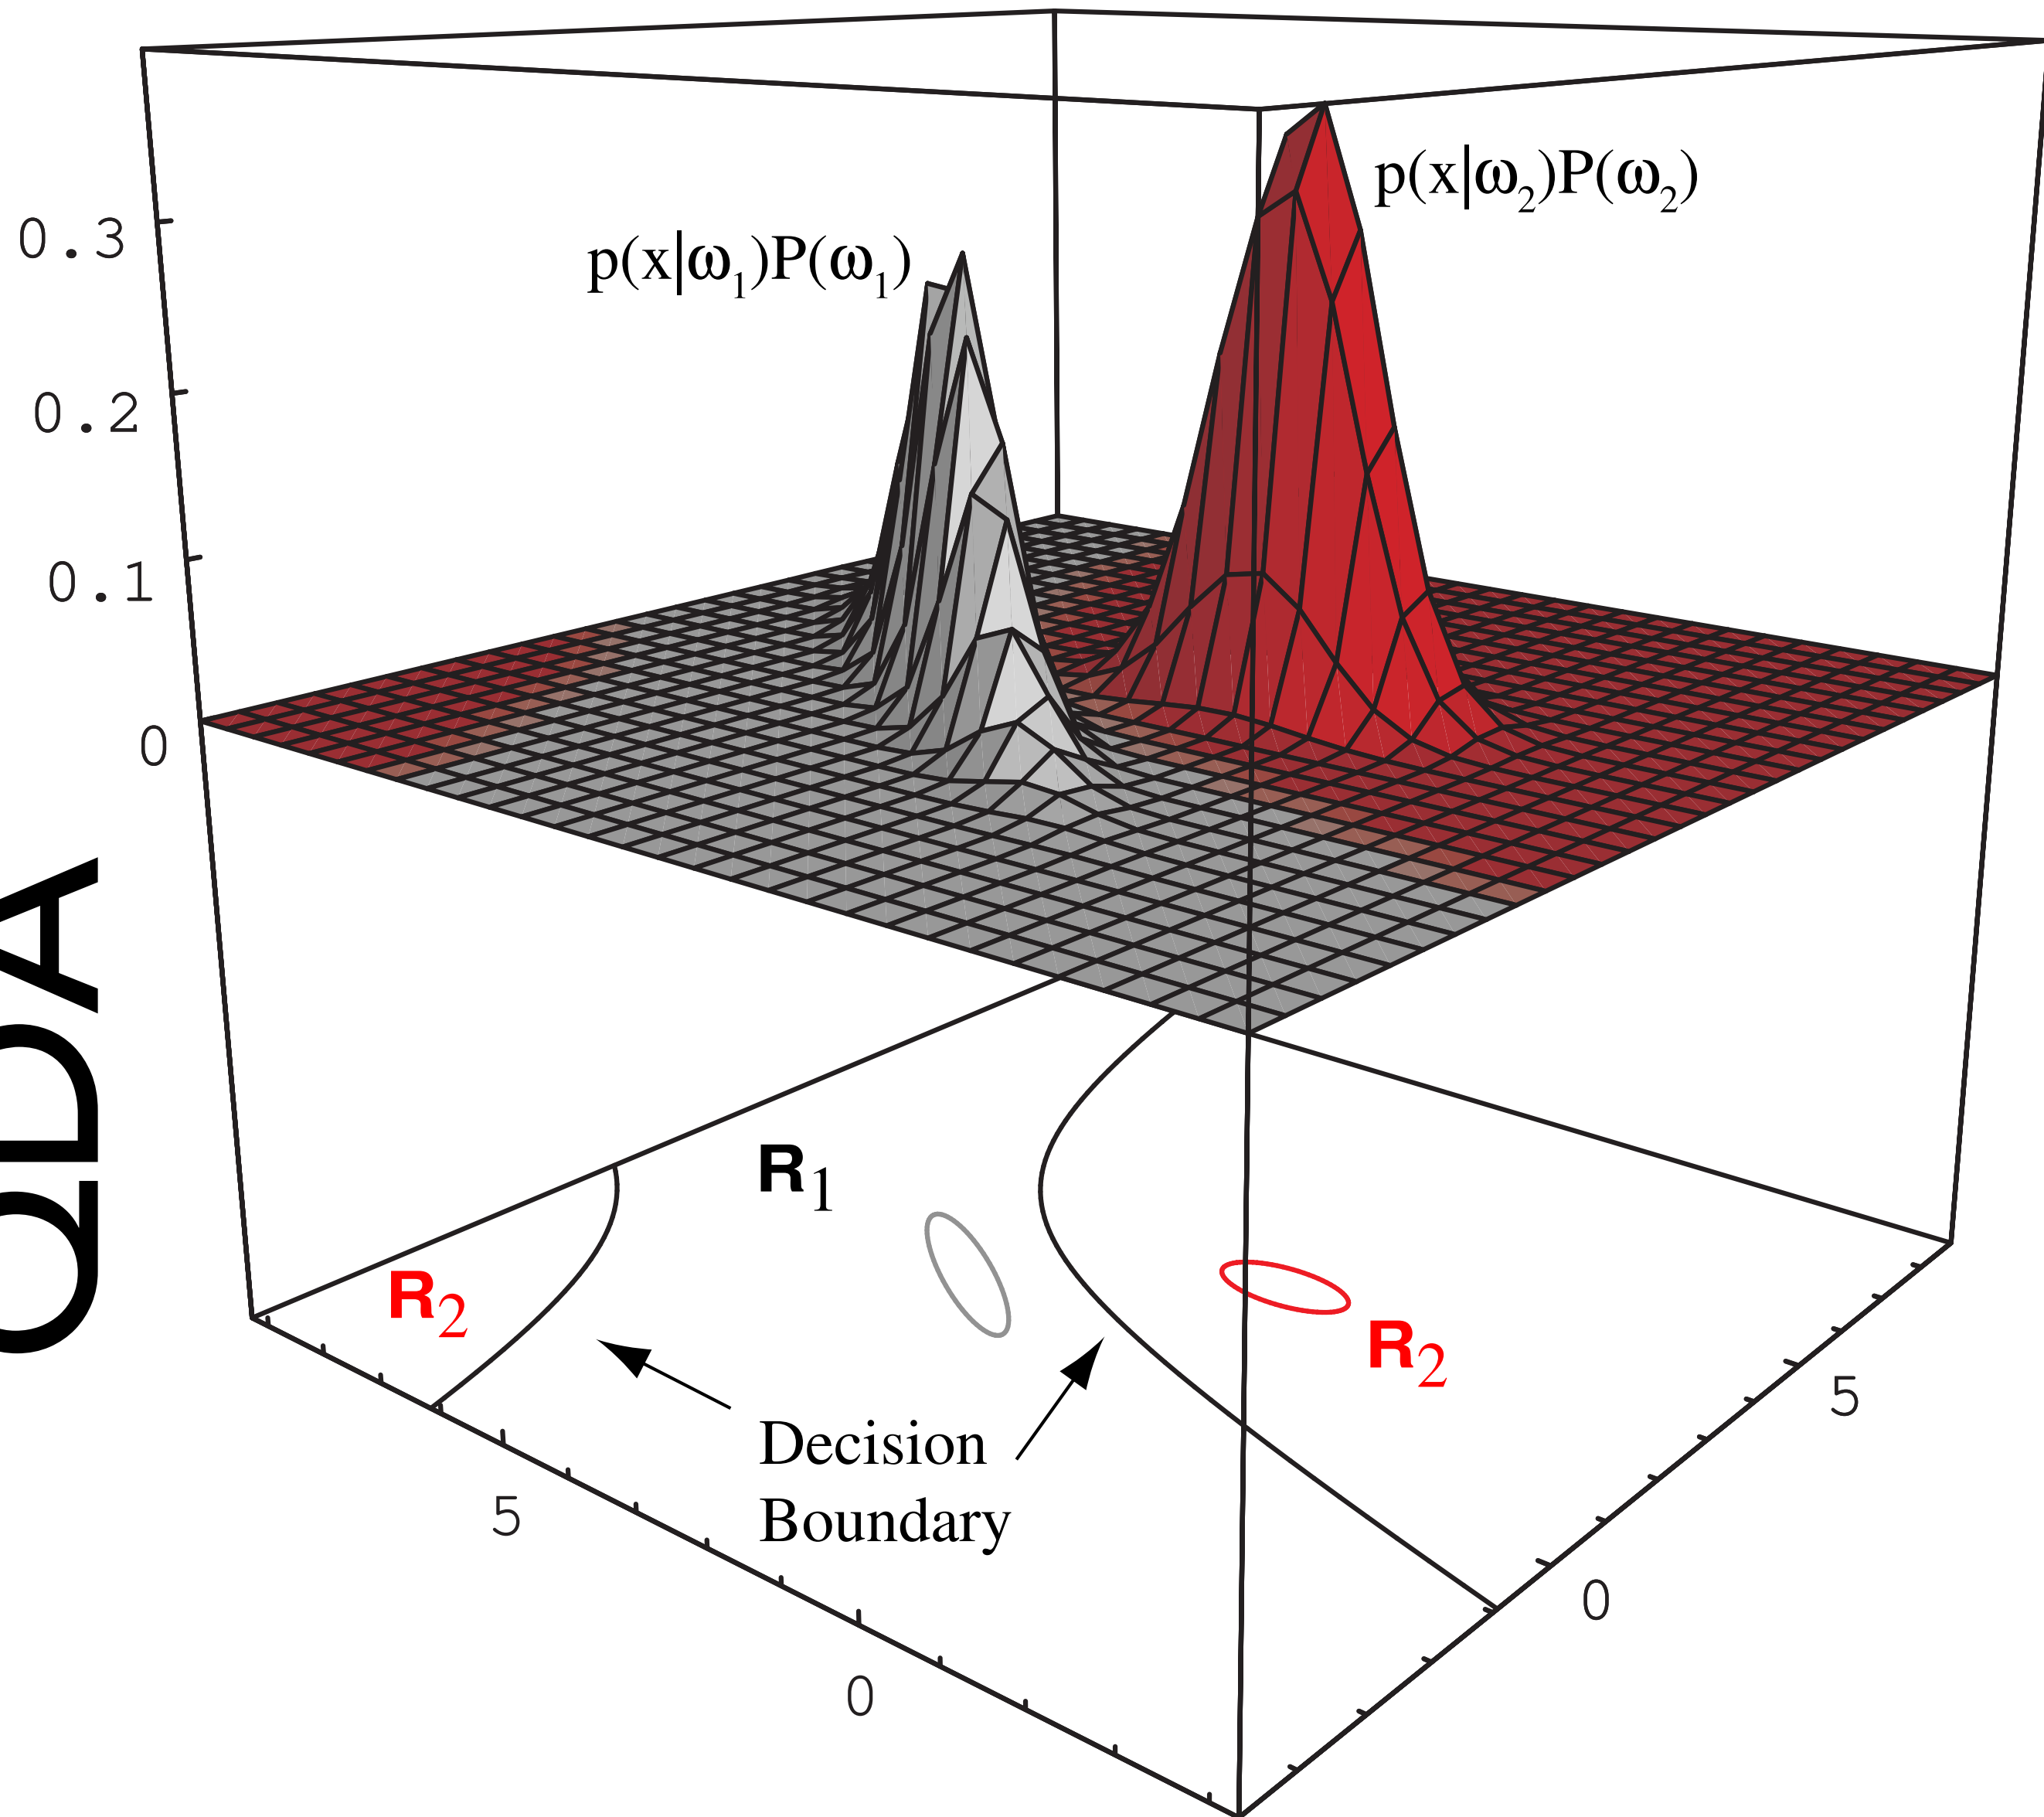 p(x|ω₂)P(ω₂)
p(x|ω₁)P(ω₁)
0.3
0.2
0.1
0
QDA
R₁
R₂
R₂
Decision
Boundary
5
5
0
0